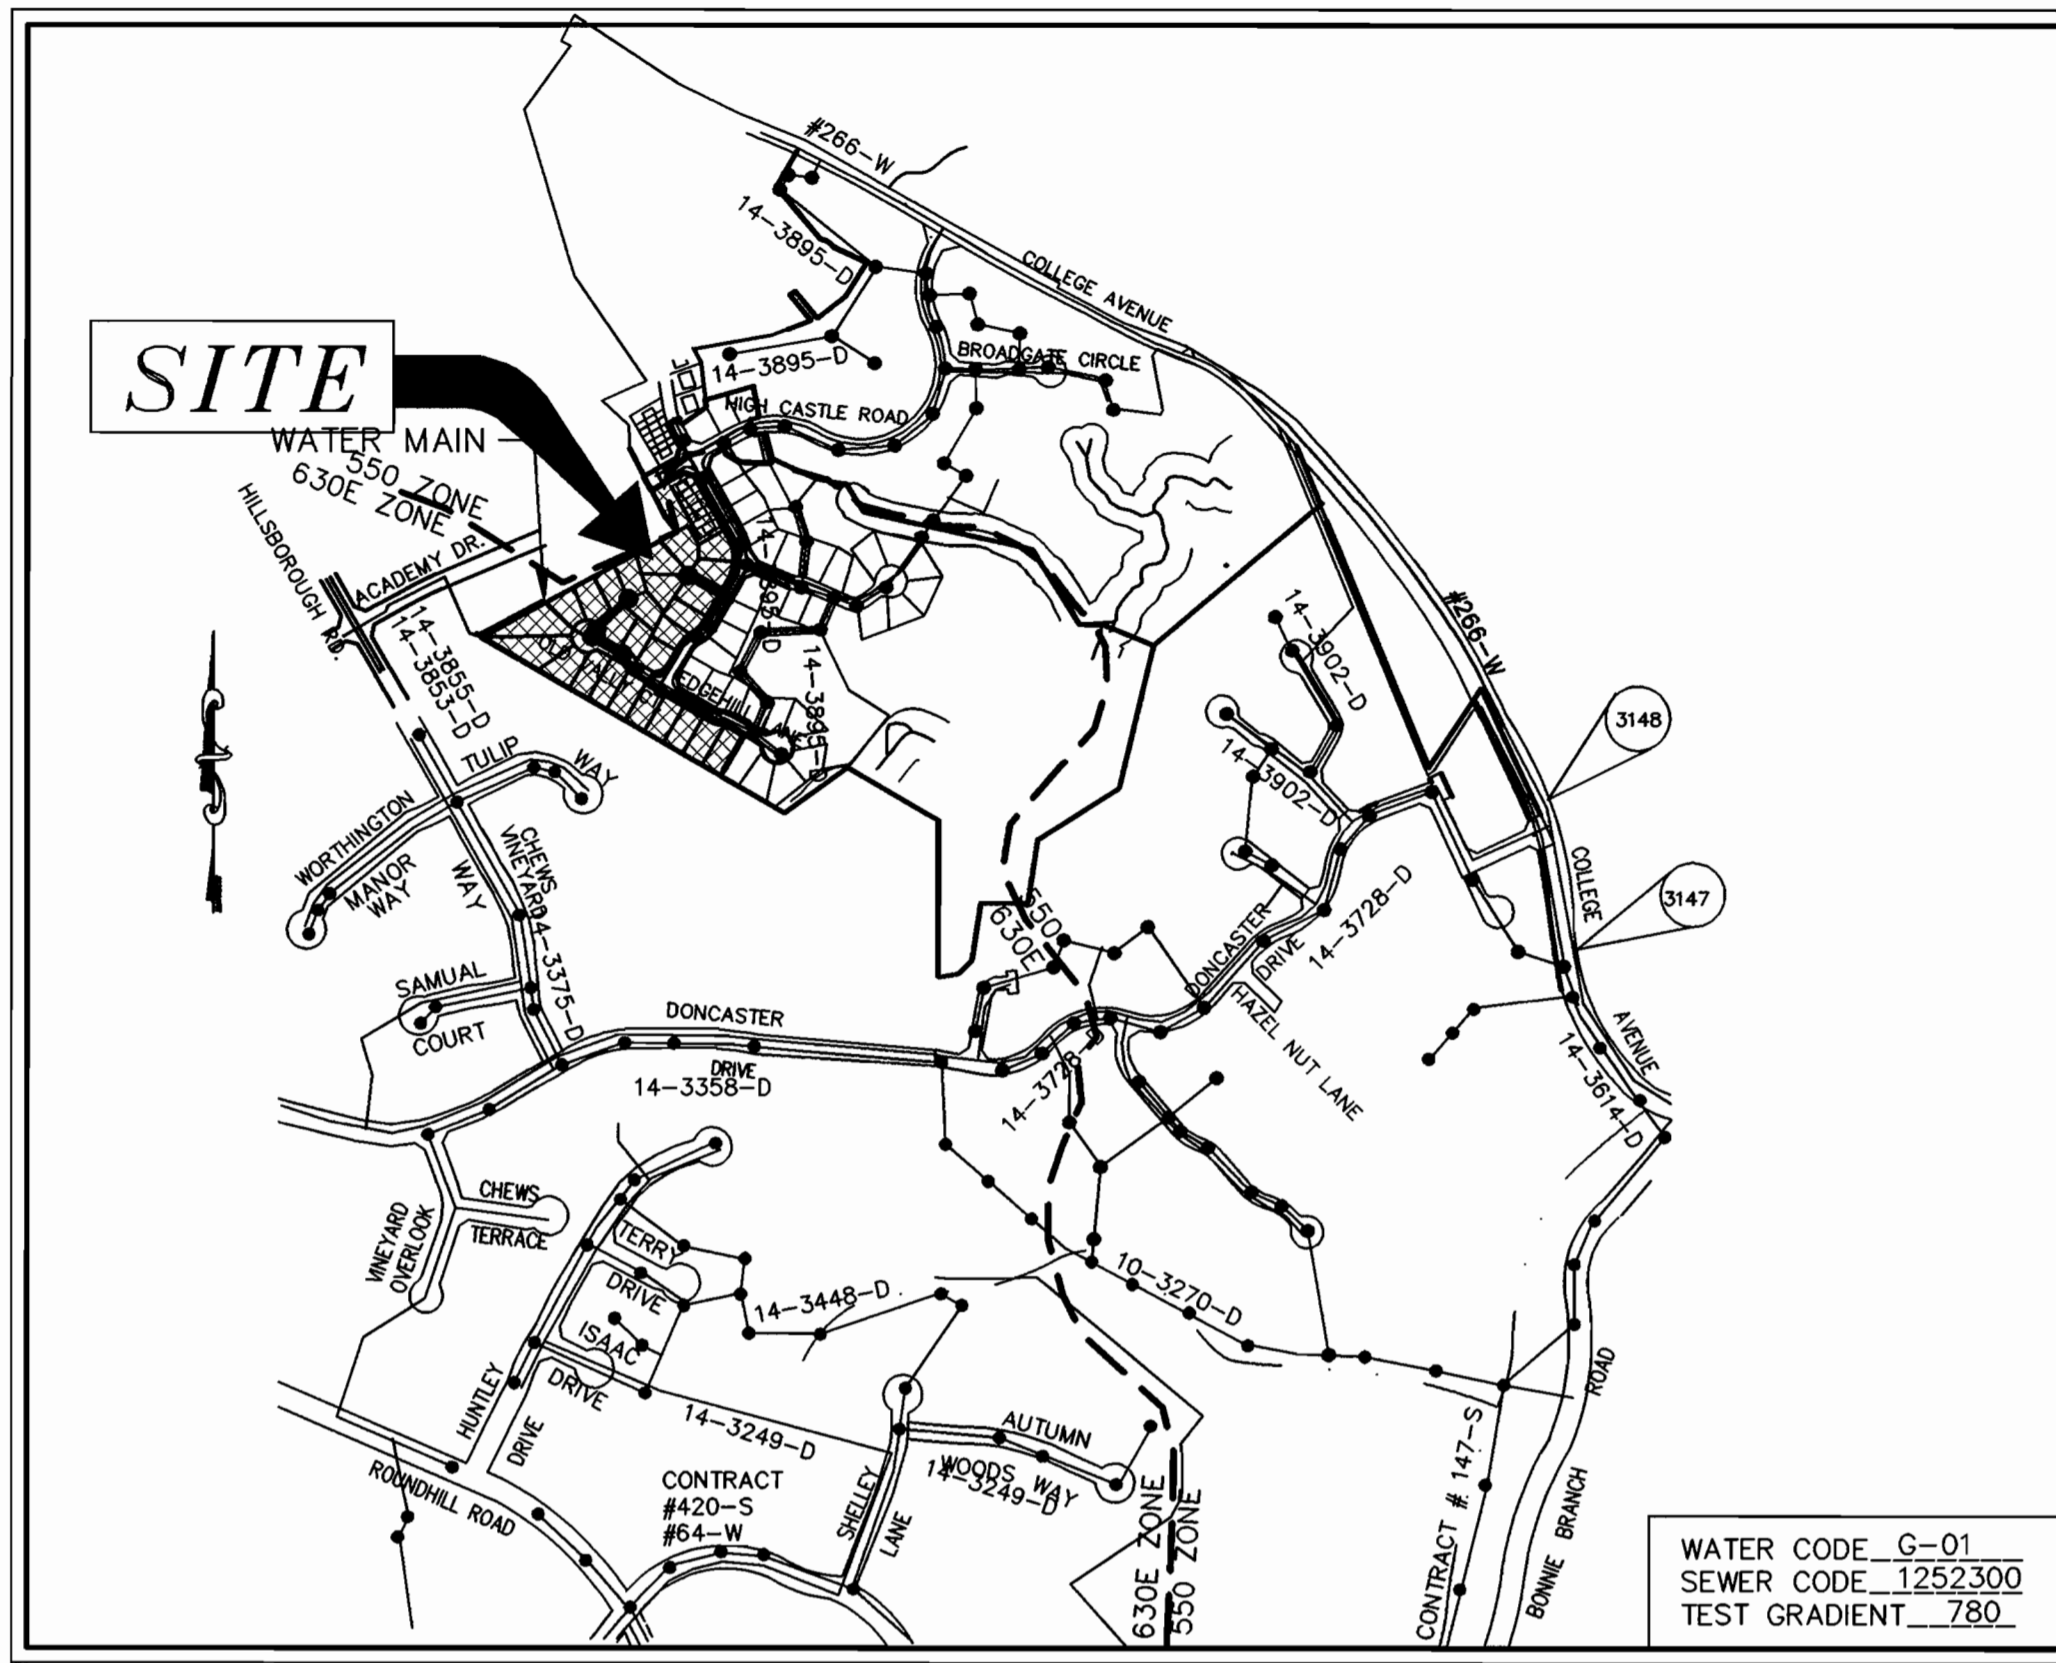 #266-W
14-3895-D
COLLEGE AVENUE
SITE
14-3895-D
BROADGATE CIRCLE
HIGH CASTLE ROAD
WATER MAIN
550 ZONE
630E ZONE
HILLSBOROUGH RD.
ACADEMY DR.
14-3855-D
14-3853-D
EDGEHILL LANE
14-3895-D
14-3902-D
#266-W
3148
14-3902-D
TULIP WAY
WORTHINGTON
MANOR
WAY
CHEWS
VINEYARD
WAY
14-3375-D
COLLEGE
3147
550
630E
DONCASTER
DRIVE
14-3728-D
HAZEL NUT LANE
SAMUAL
COURT
DONCASTER
DRIVE
14-3358-D
14-3728-D
AVENUE
14-3614-D
CHEWS
TERRACE
VINEYARD
OVERLOOK
TERRY
DRIVE
ISAAC
DRIVE
14-3448-D
10-3270-D
HUNTLEY
DRIVE
14-3249-D
ROUNDHILL ROAD
CONTRACT
#420-S
#64-W
SHELLEY
LANE
AUTUMN
WOODS WAY
14-3249-D
630E ZONE
550 ZONE
CONTRACT # 147-S
BONNIE BRANCH ROAD
WATER CODE G-01
SEWER CODE 1252300
TEST GRADIENT 780